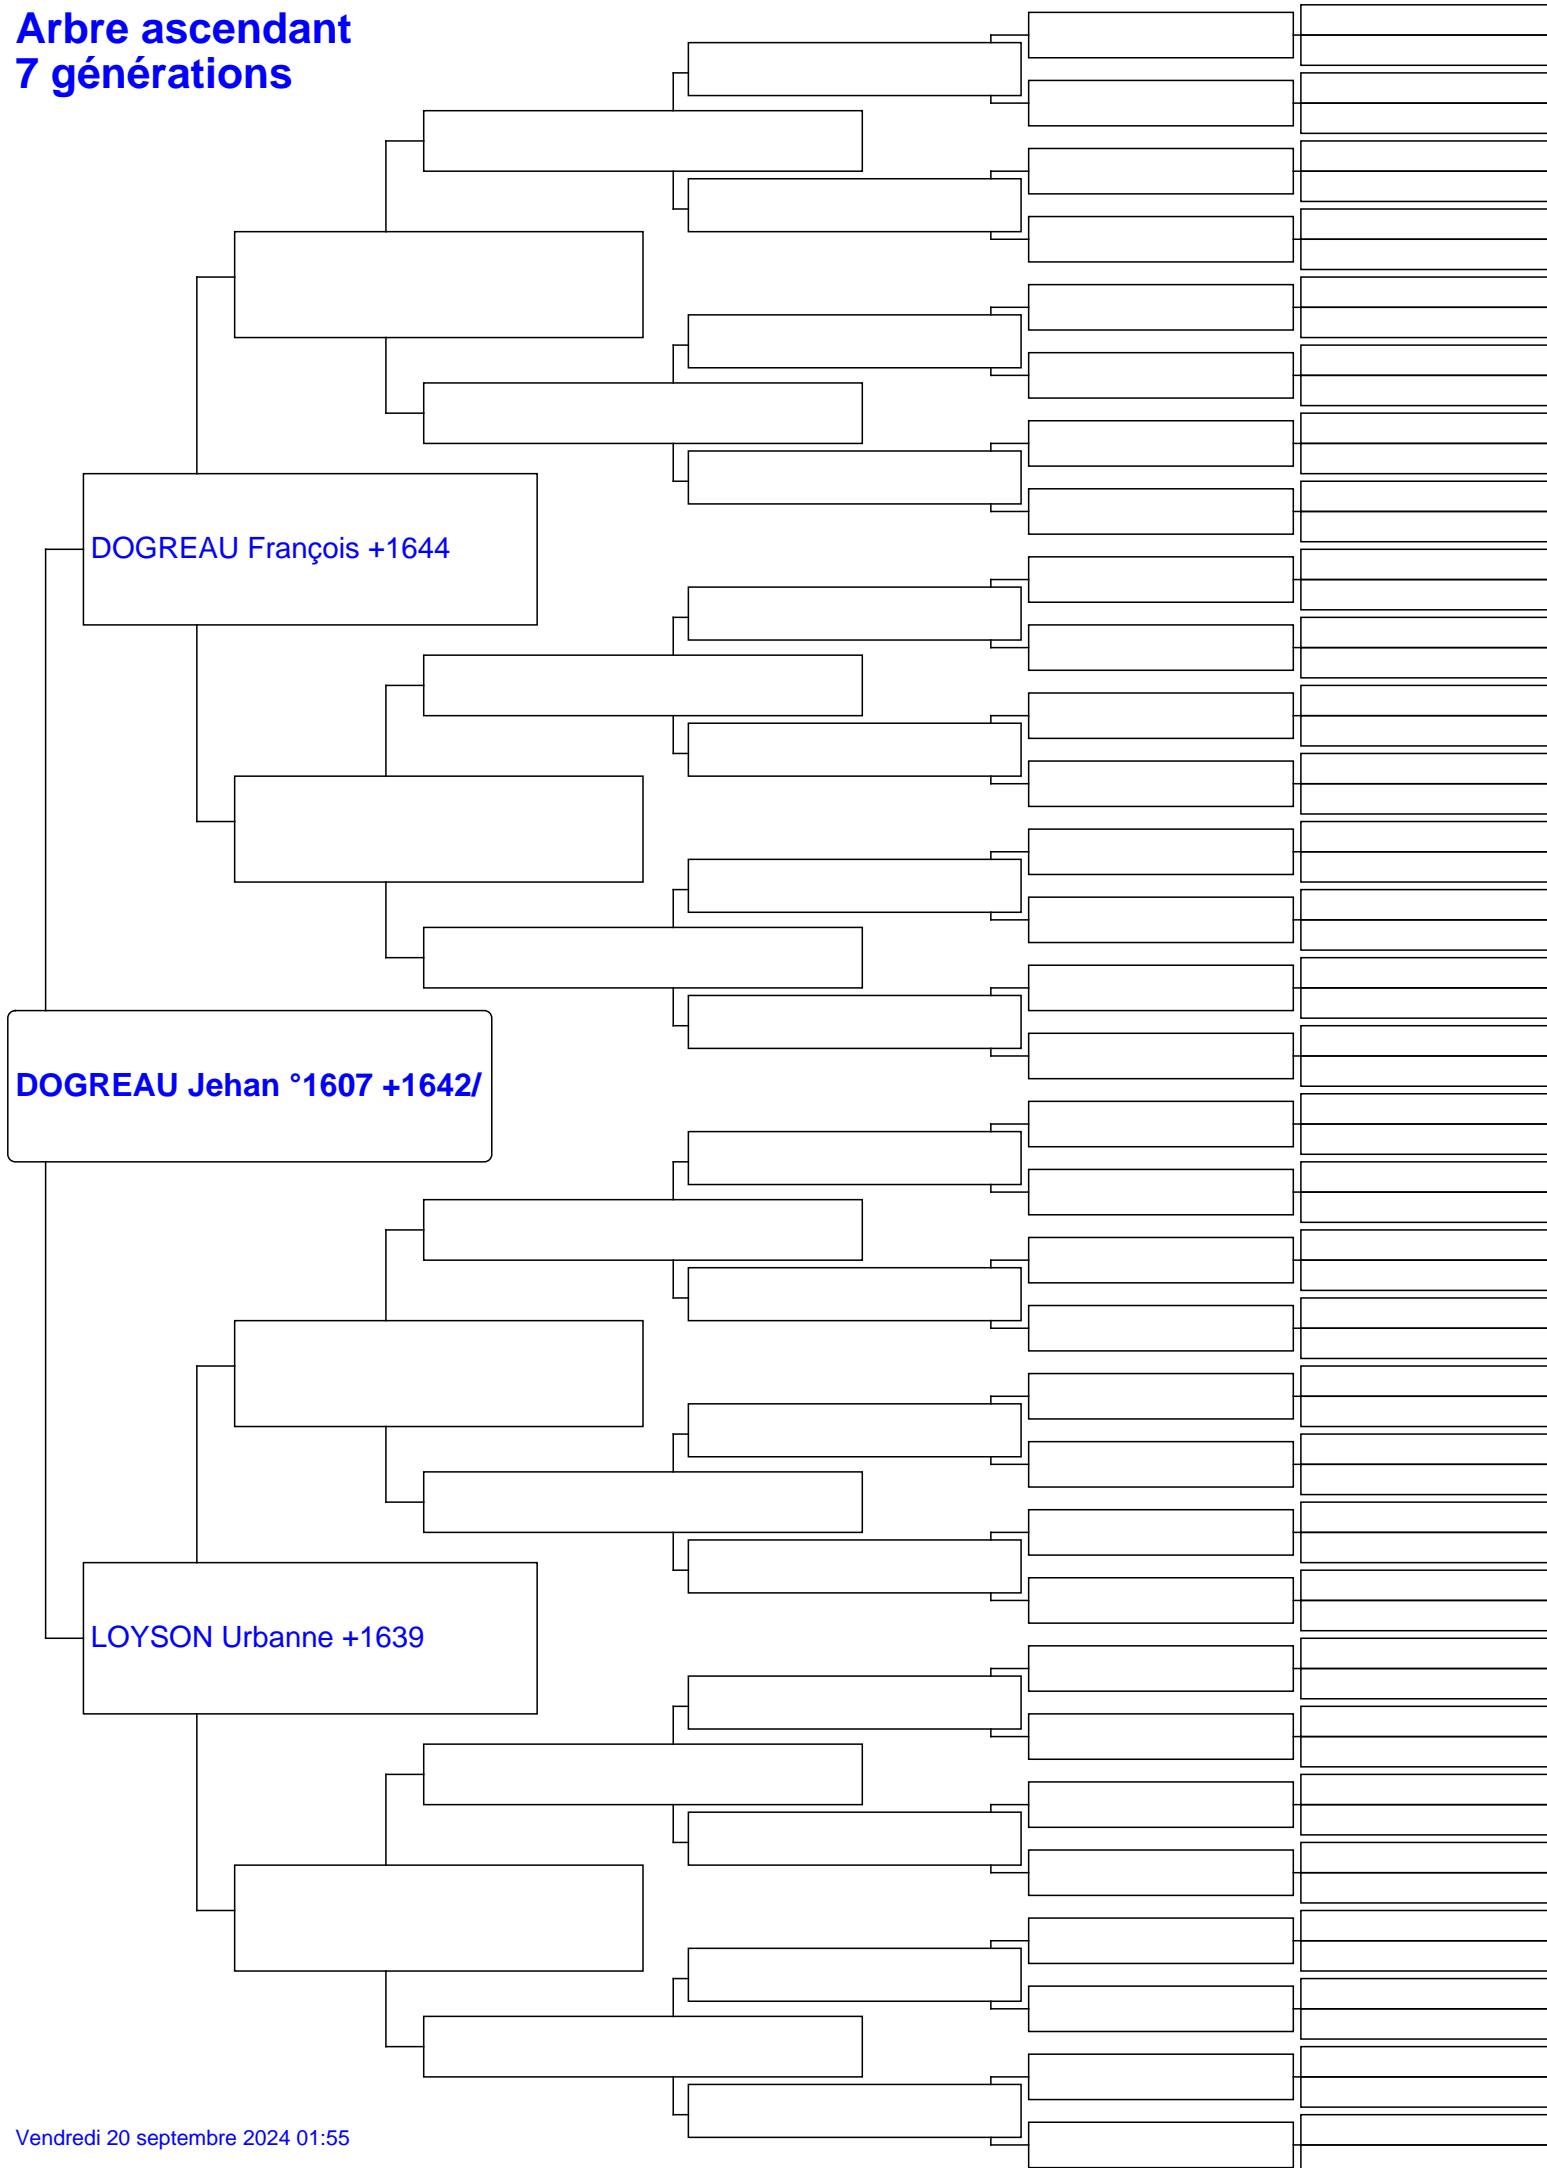 Arbre ascendant
7 générations
DOGREAU François +1644
DOGREAU Jehan °1607 +1642/
LOYSON Urbanne +1639
Vendredi 20 septembre 2024 01:55